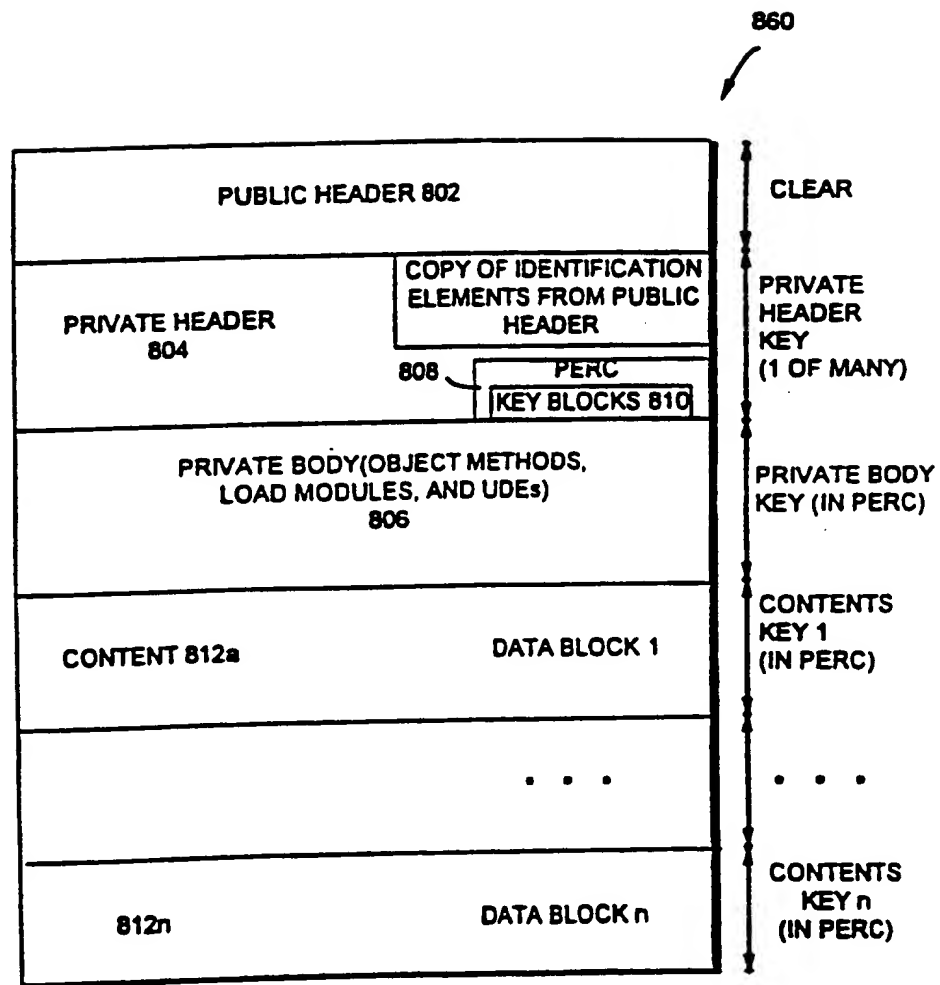 860
PUBLIC HEADER 802
CLEAR
PRIVATE HEADER
804
COPY OF IDENTIFICATION
ELEMENTS FROM PUBLIC
HEADER
808
PERC
KEY BLOCKS 810
PRIVATE
HEADER
KEY
(1 OF MANY)
PRIVATE BODY(OBJECT METHODS,
LOAD MODULES, AND UDEs)
806
PRIVATE BODY
KEY (IN PERC)
CONTENT 812a
DATA BLOCK 1
CONTENTS
KEY 1
(IN PERC)
. . .
. . .
812n
DATA BLOCK n
CONTENTS
KEY n
(IN PERC)